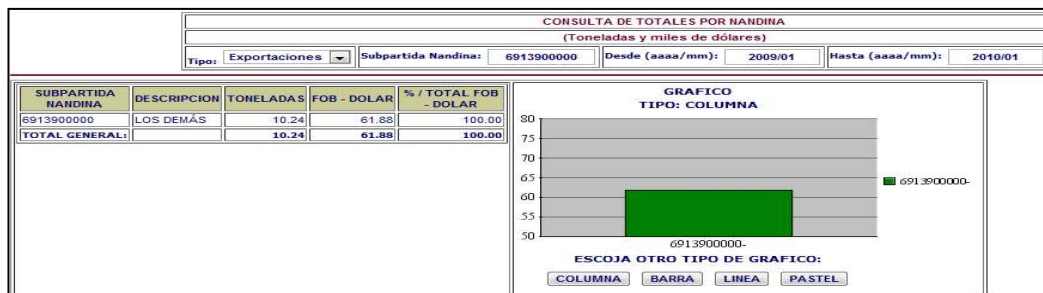 CONSULTA DE TOTALES POR NANDINA
(Toneladas y miles de dólares)
Tipo: Exportaciones Subpartida Nandina: 6913900000 Desde (aaaa/mm): 2009/01 Hasta (aaaa/mm): 2010/01
SUBPARTIDA NANDINA DESCRIPCION TONELADAS FOB - DOLAR % / TOTAL FOB - DOLAR
6913900000 LOS DEMÁS 10.24 61.88 100.00
TOTAL GENERAL: 10.24 61.88 100.00
GRAFICO
TIPO: COLUMNA
80
75
70
65
60
55
50
6913900000-
6913900000-
ESCOJA OTRO TIPO DE GRAFICO:
COLUMNA BARRA LINEA PASTEL